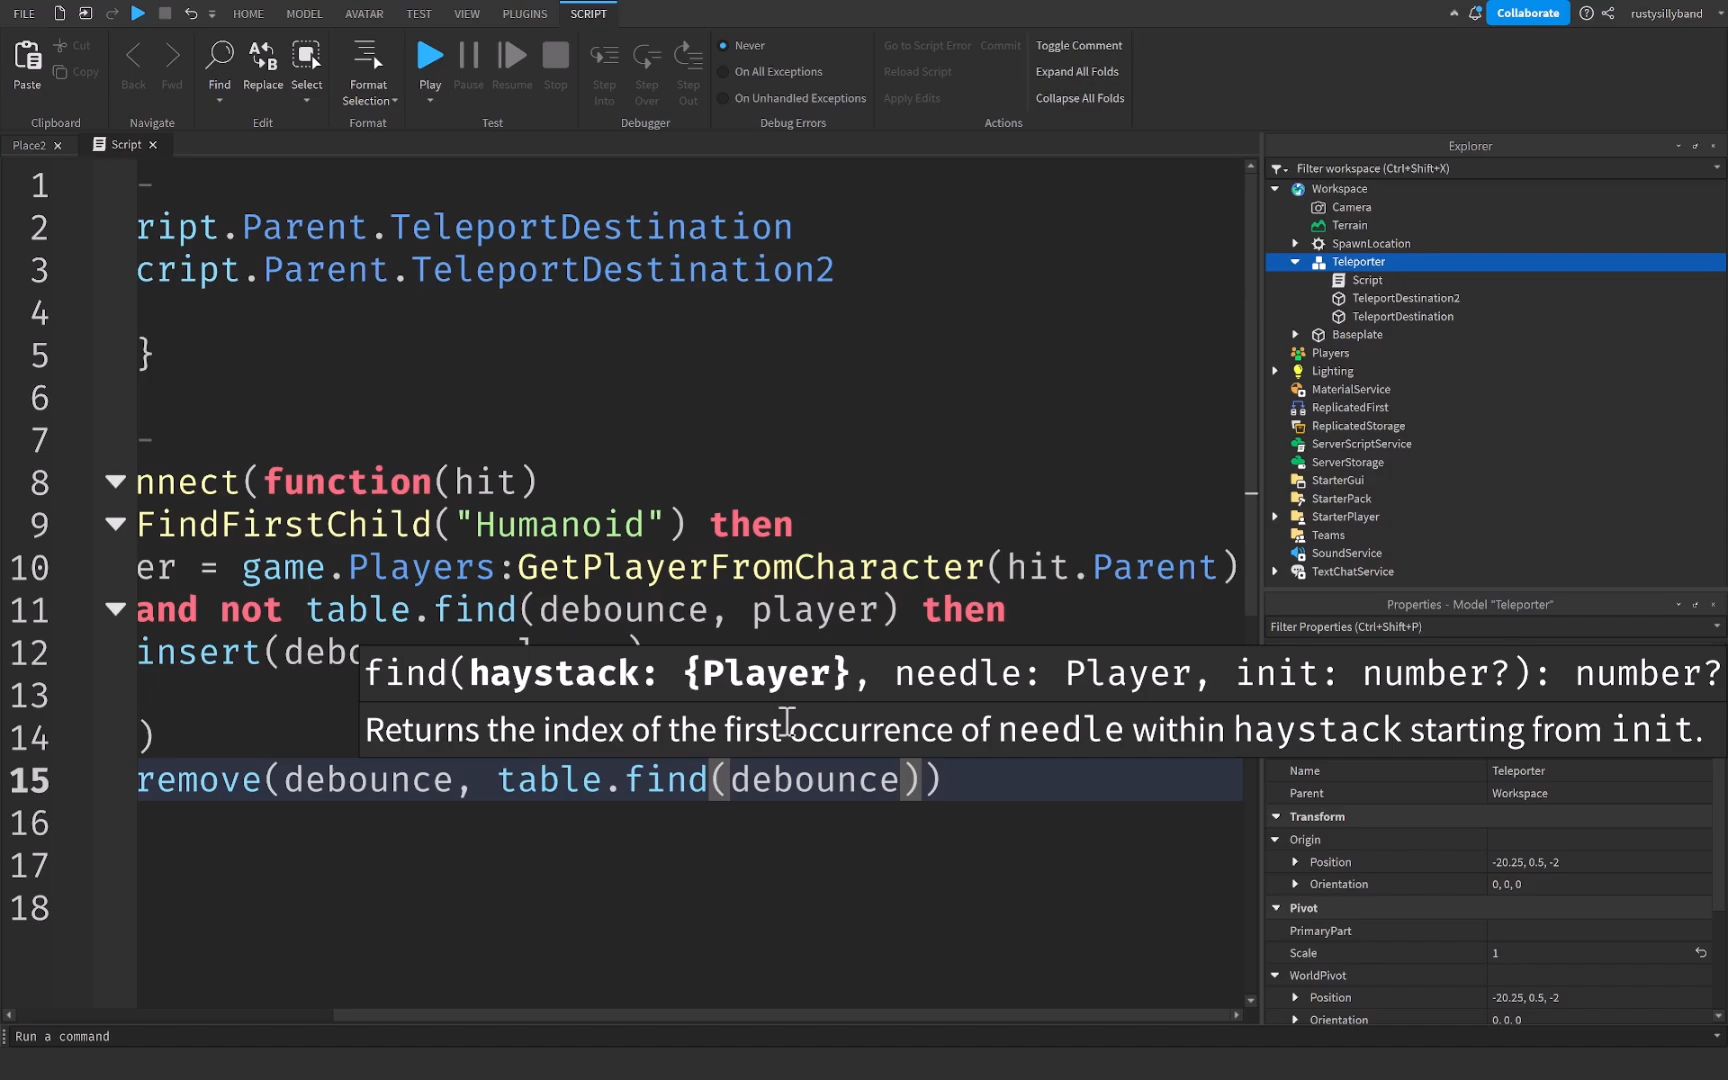 FILE HOME MODEL AVATAR TEST VIEW PLUGINS SCRIPT Collaborate rustysillyband
Paste Cut Copy
Clipboard
Back Fwd
Navigate
Find Replace Select
Edit
Format Selection
Format
Play Pause Resume Stop
Test
Step Into Step Over Step Out
Debugger
Never
On All Exceptions
On Unhandled Exceptions
Debug Errors
Go to Script Error Commit
Reload Script
Apply Edits
Toggle Comment
Expand All Folds
Collapse All Folds
Actions
Place2 Script
1 –
2 ript.Parent.TeleportDestination
3 cript.Parent.TeleportDestination2
4
5 }
6
7 –
8 nnect(function(hit)
9 FindFirstChild("Humanoid") then
10 er = game.Players:GetPlayerFromCharacter(hit.Parent)
11 and not table.find(debounce, player) then
12 insert(debo
find(haystack: {Player}, needle: Player, init: number?): number?
13
Returns the index of the first occurrence of needle within haystack starting from init.
14 )
15 remove(debounce, table.find(debounce))
16
17
18
Run a command
Explorer
Filter workspace (Ctrl+Shift+X)
Workspace
Camera
Terrain
SpawnLocation
Teleporter
Script
TeleportDestination2
TeleportDestination
Baseplate
Players
Lighting
MaterialService
ReplicatedFirst
ReplicatedStorage
ServerScriptService
ServerStorage
StarterGui
StarterPack
StarterPlayer
Teams
SoundService
TextChatService
Properties - Model "Teleporter"
Filter Properties (Ctrl+Shift+P)
Name Teleporter
Parent Workspace
Transform
Origin
Position -20.25, 0.5, -2
Orientation 0, 0, 0
Pivot
PrimaryPart
Scale 1
WorldPivot
Position -20.25, 0.5, -2
Orientation 0, 0, 0